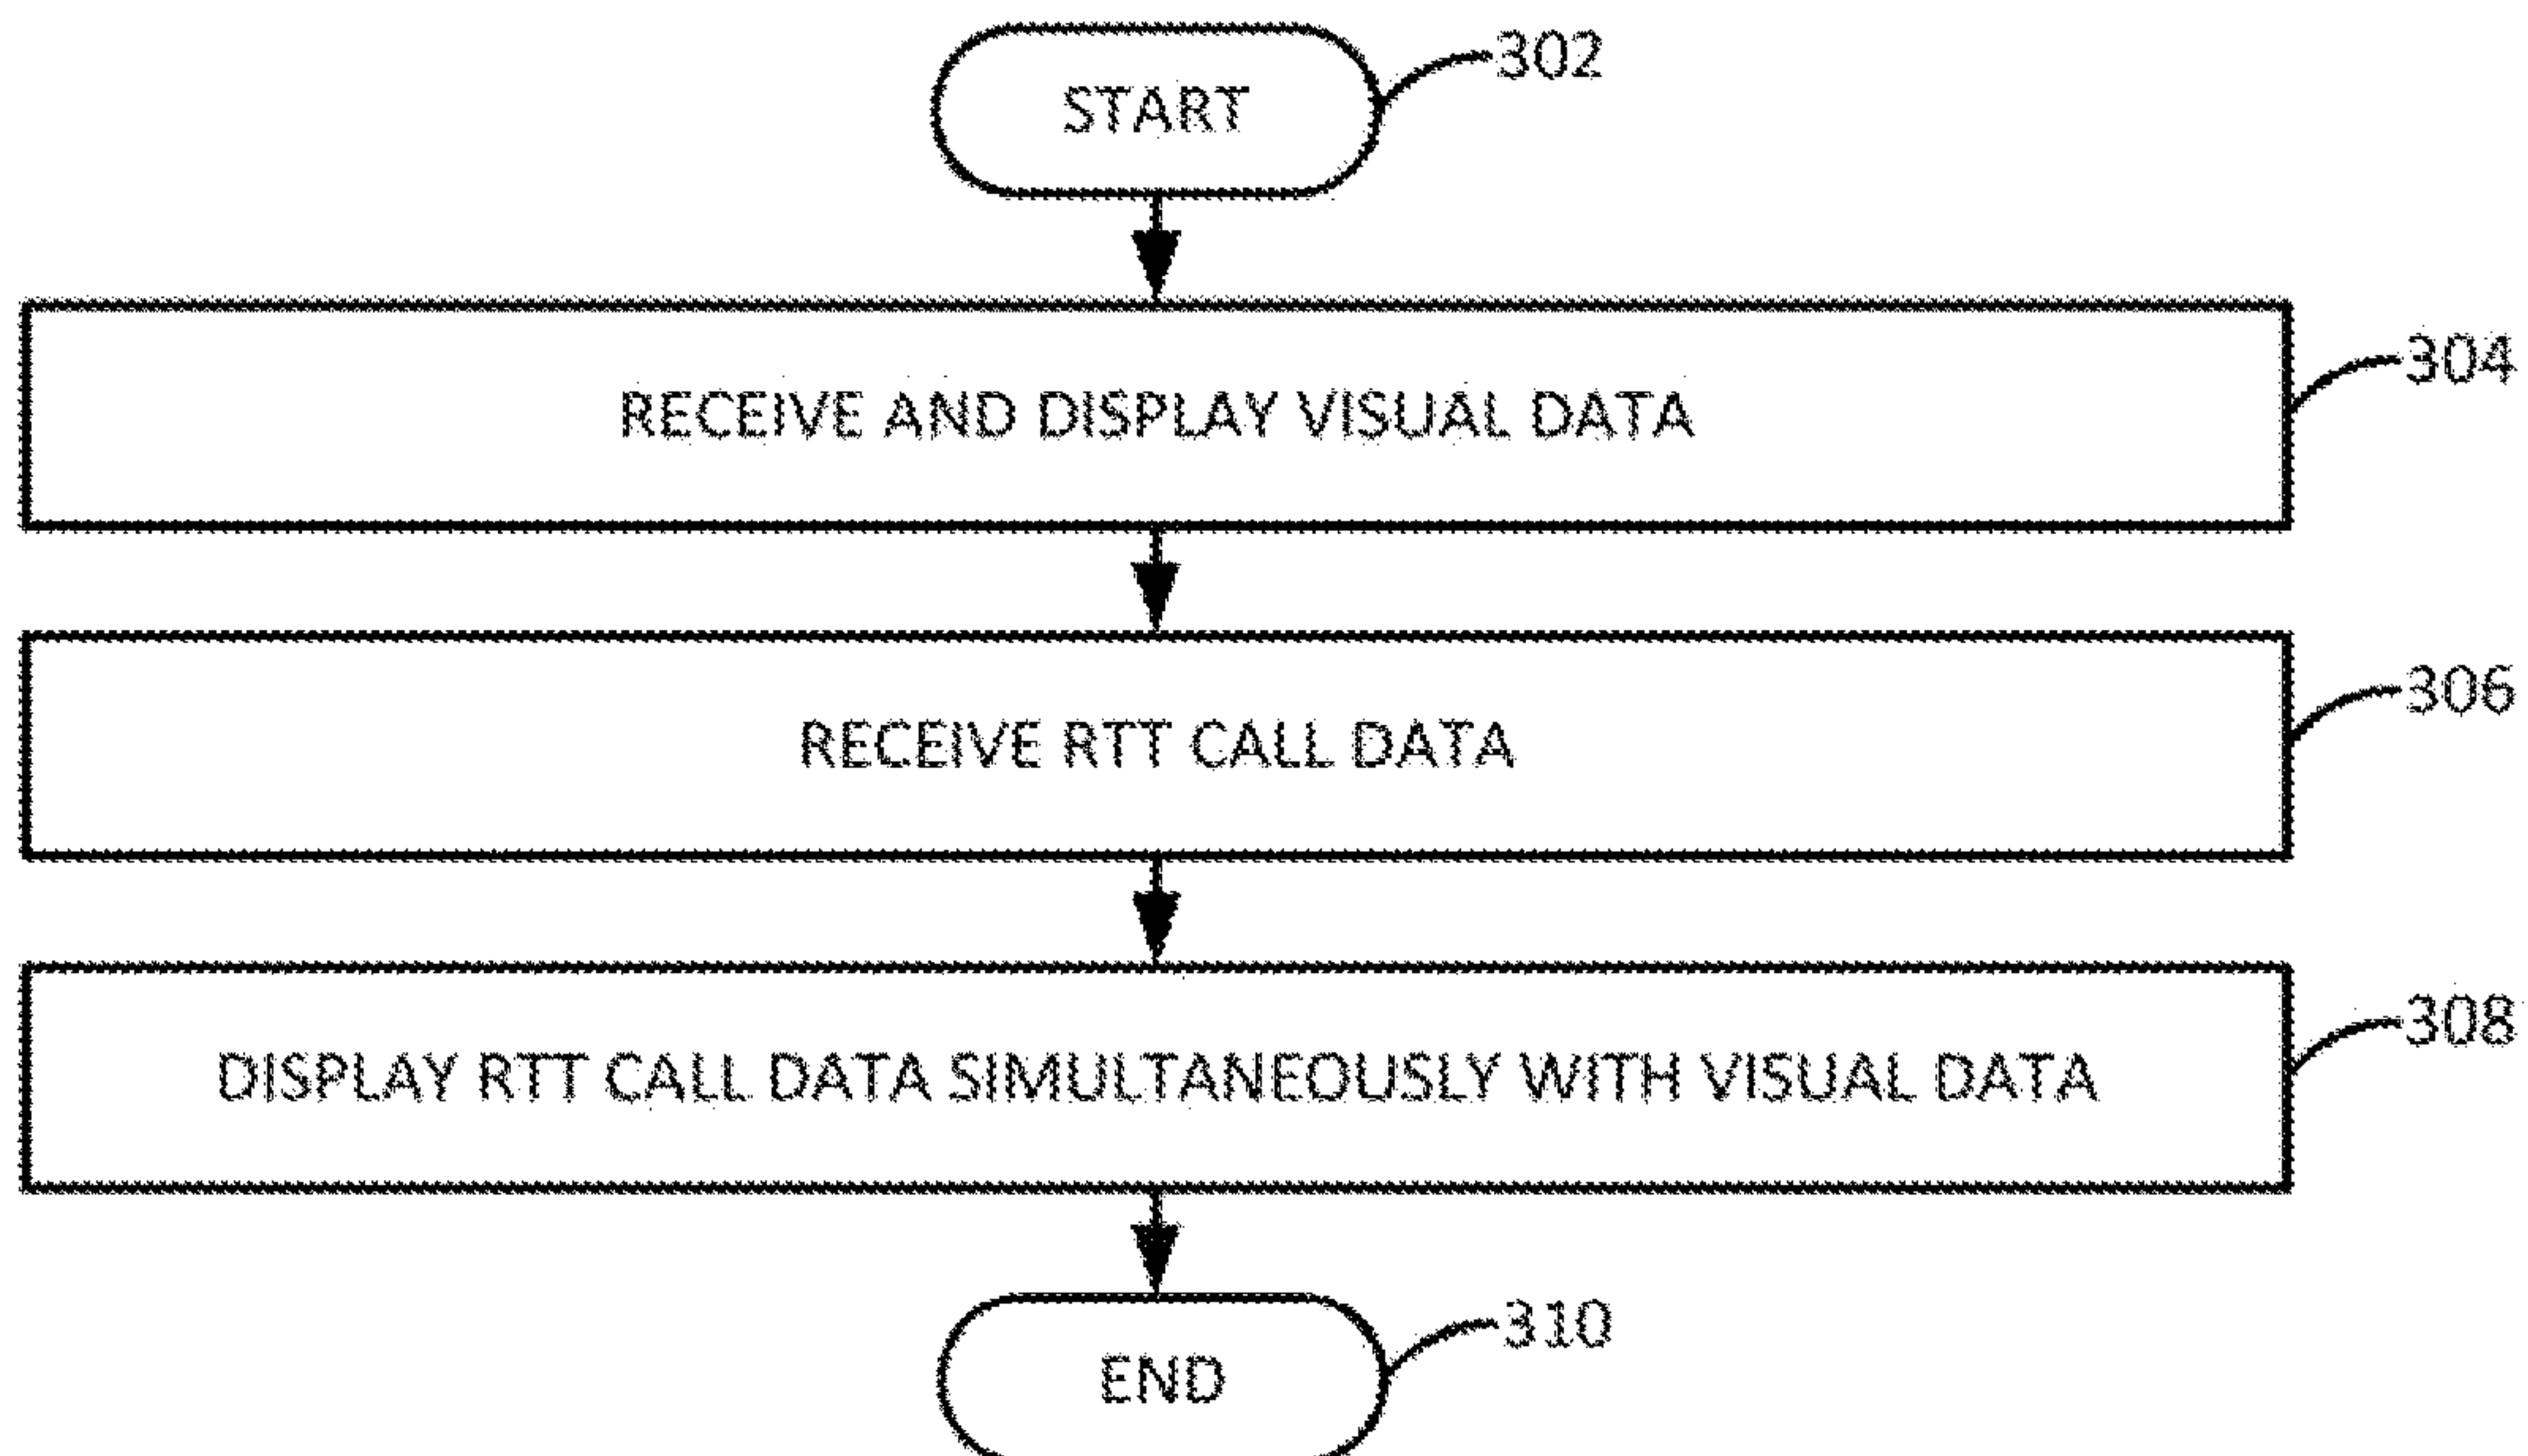 START
302
RECEIVE AND DISPLAY VISUAL DATA
304
RECEIVE RTT CALL DATA
306
DISPLAY RTT CALL DATA SIMULTANEOUSLY WITH VISUAL DATA
308
END
310